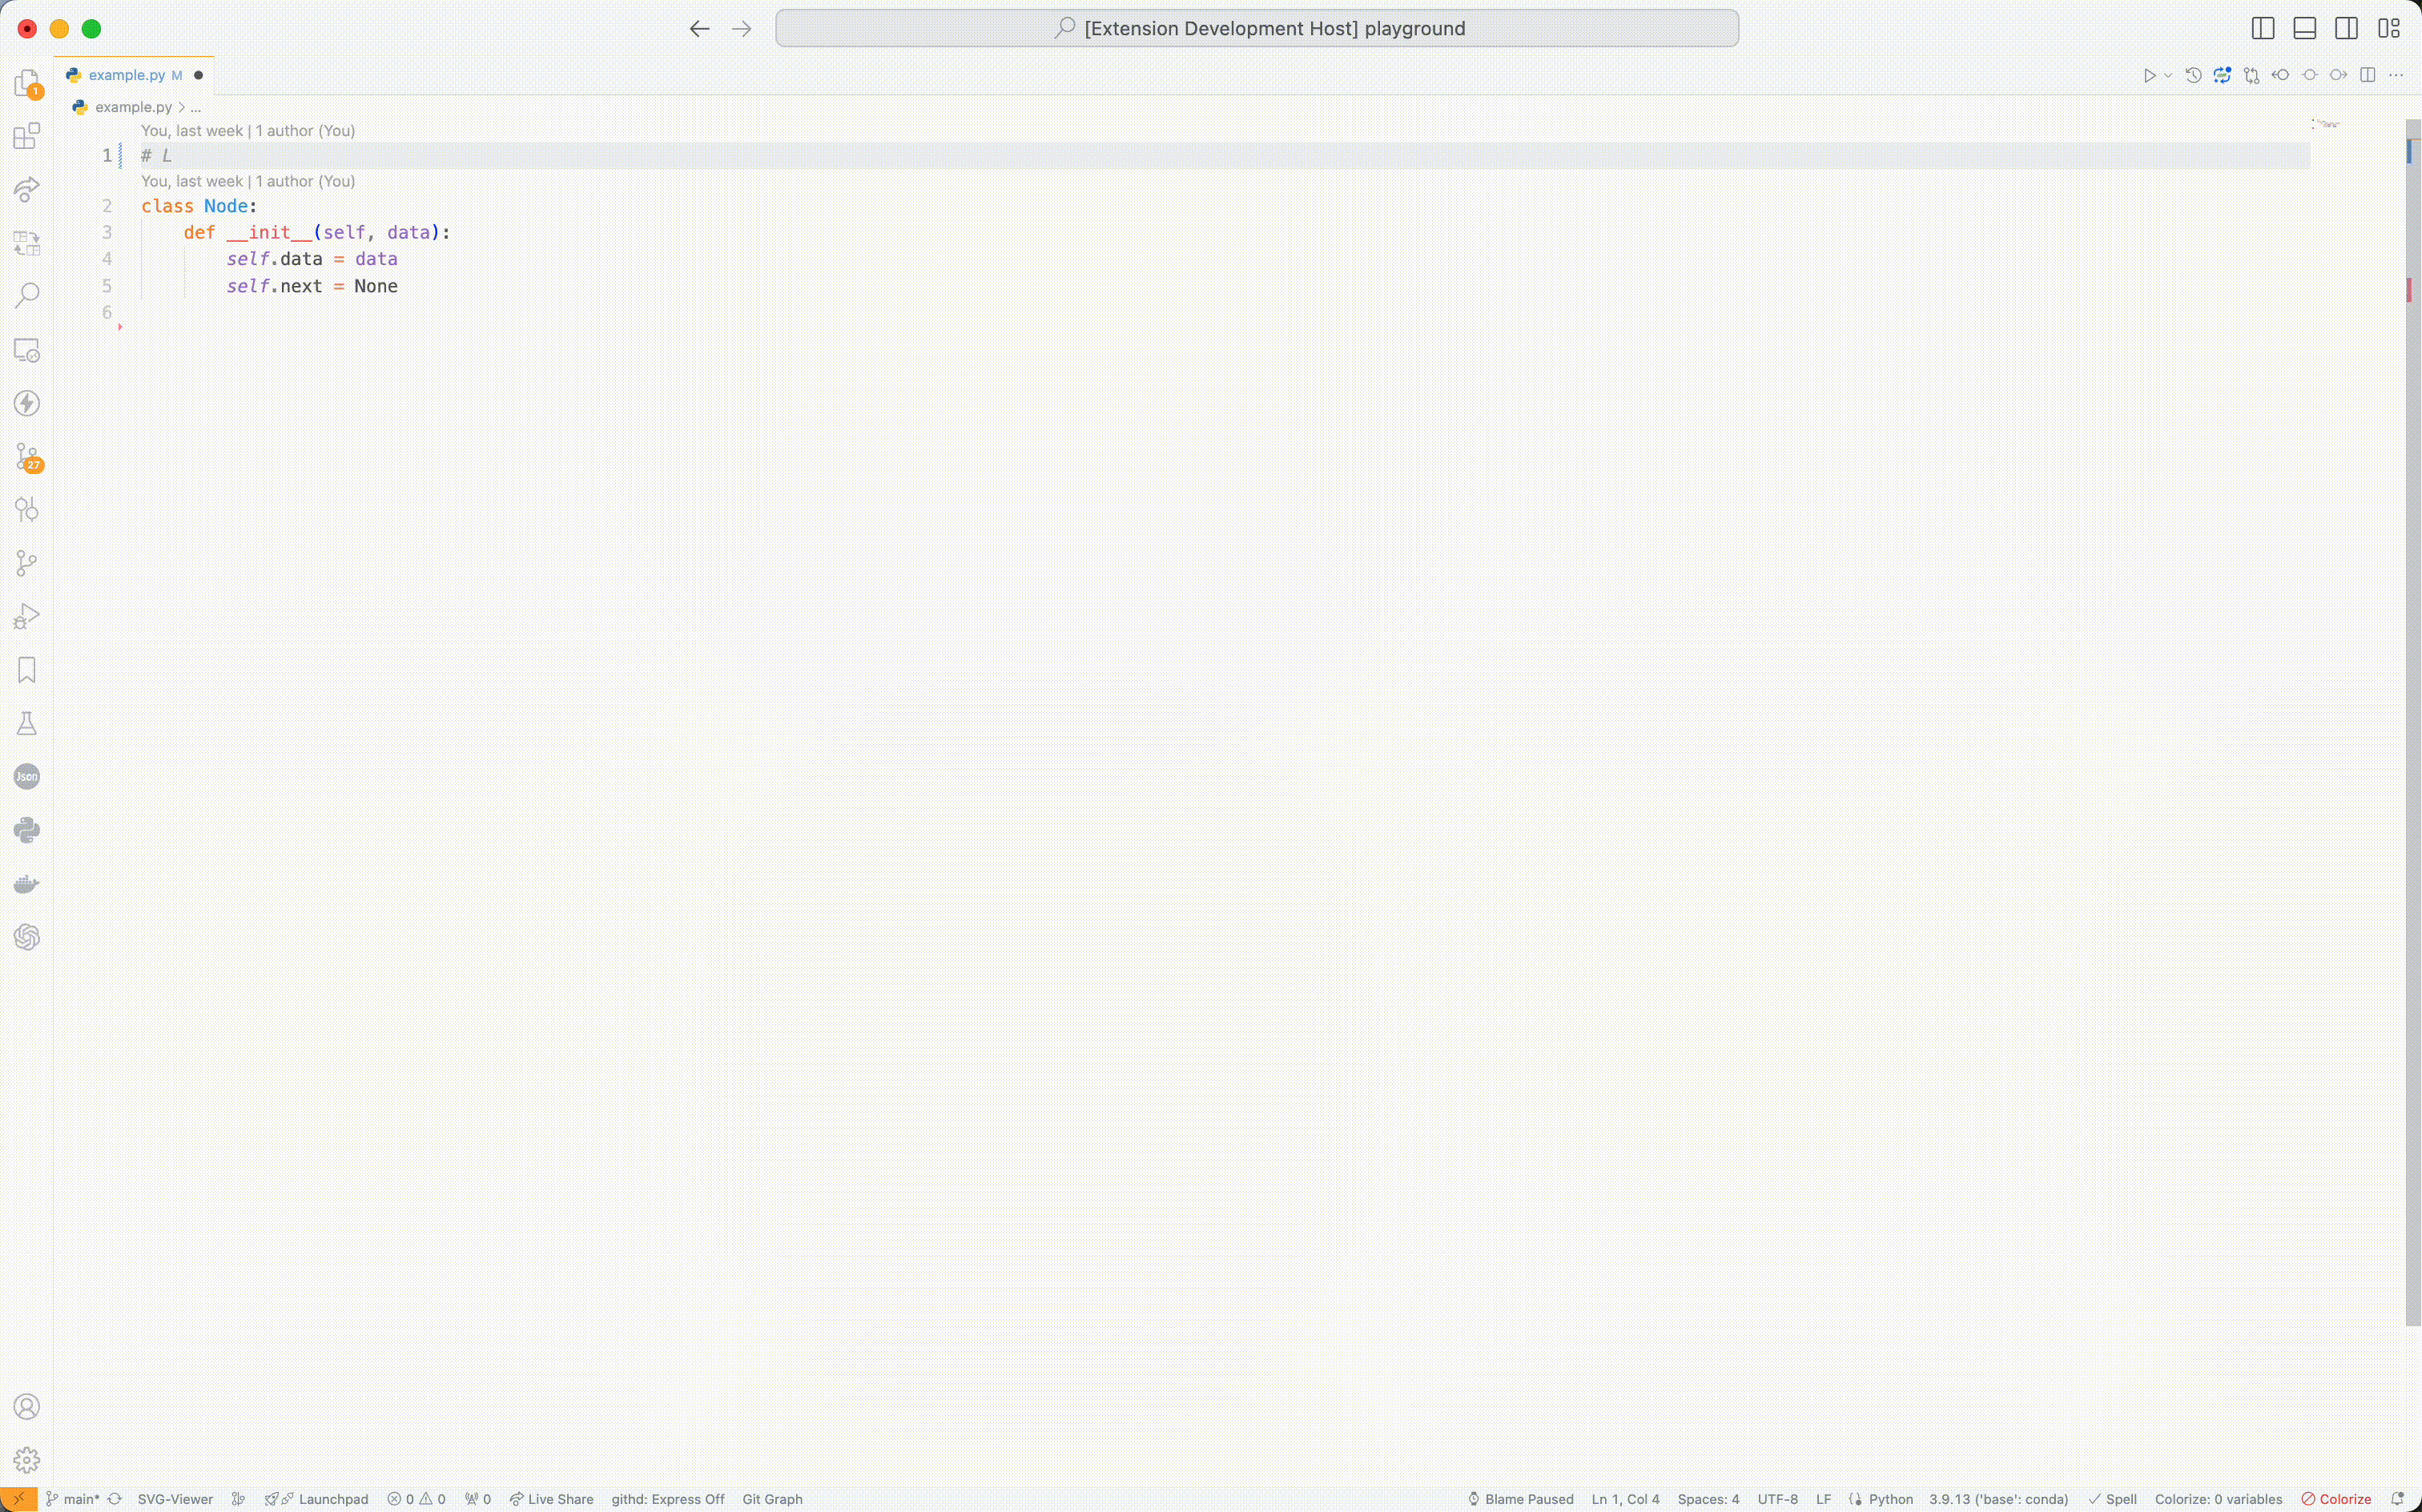 [Extension Development Host] playground
example.py M
example.py > ...
1
You, last week | 1 author (You)
1 # L
You, last week | 1 author (You)
2 class Node:
3 def __init__(self, data):
4 self.data = data
5 self.next = None
6
27
Json
main* SVG-Viewer Launchpad 0 0 0 Live Share githd: Express Off Git Graph Blame Paused Ln 1, Col 4 Spaces: 4 UTF-8 LF Python 3.9.13 ('base': conda) Spell Colorize: 0 variables Colorize